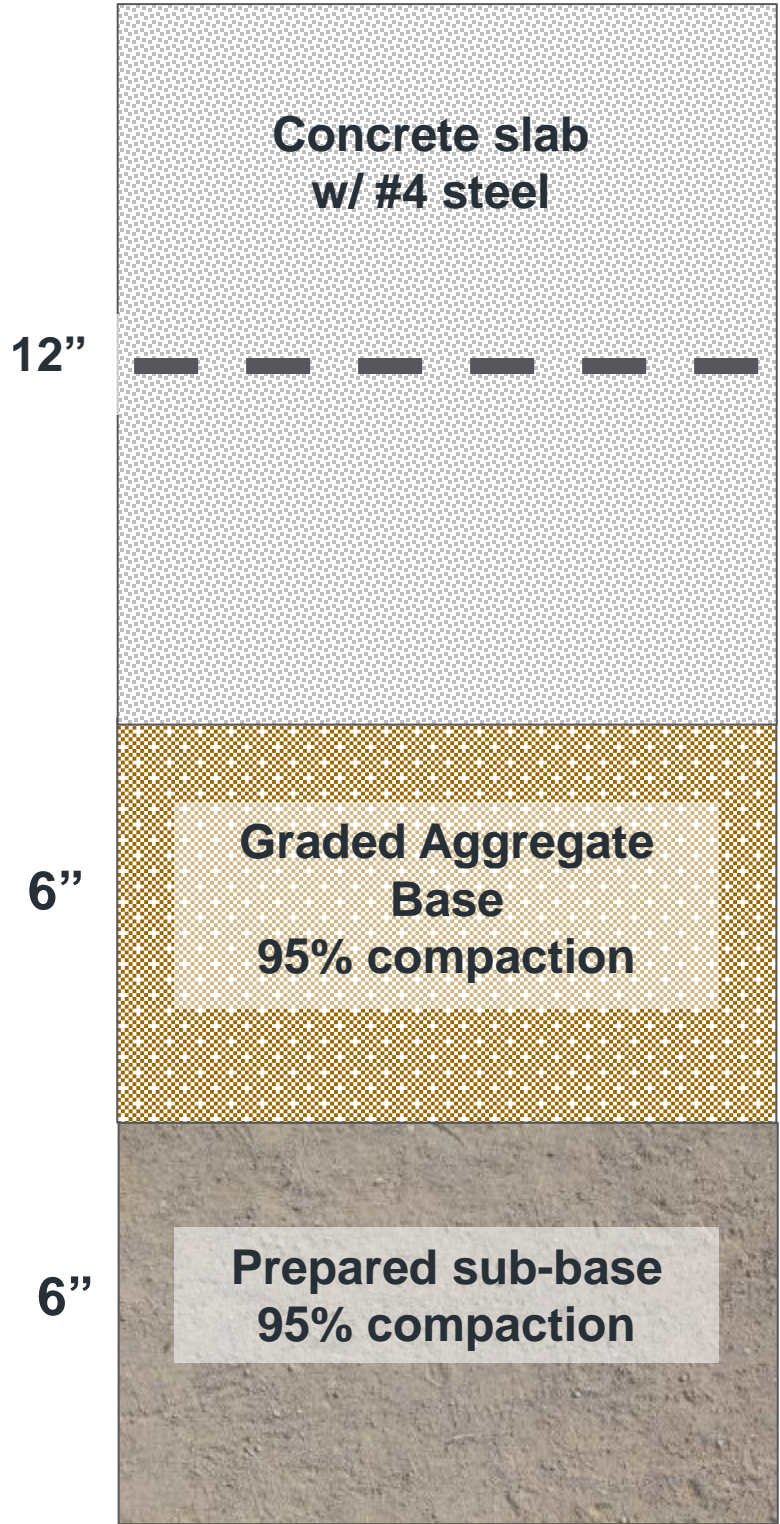 Concrete slab
w/ #4 steel
12”
Graded Aggregate
Base
95% compaction
6”
Prepared sub-base
95% compaction
6”